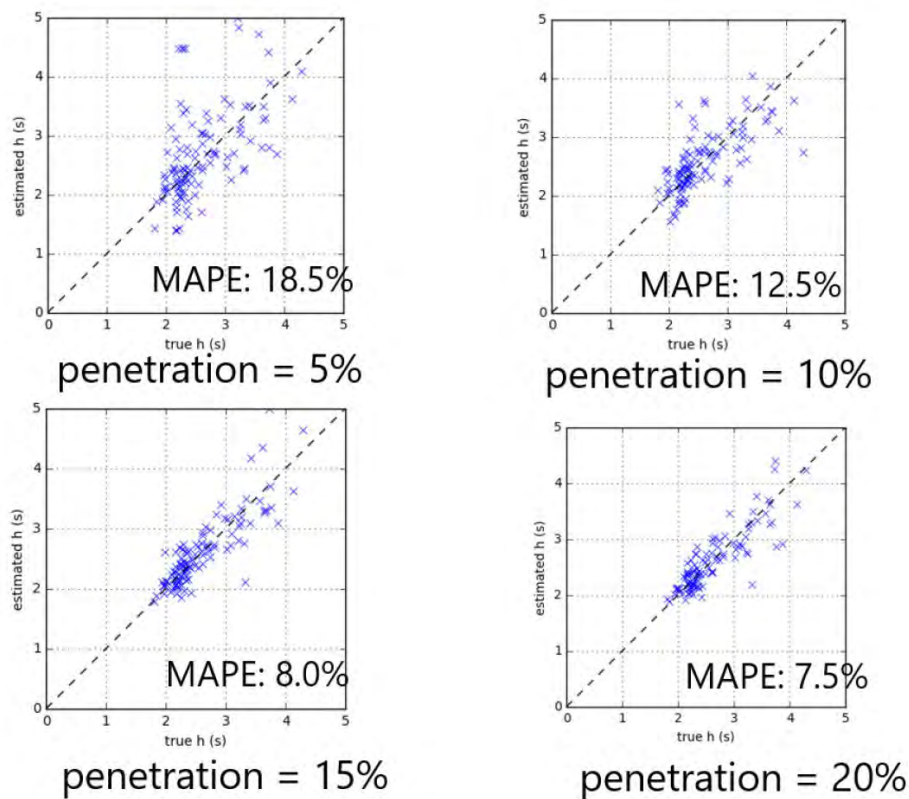 5
4
3
2
1
0
estimated h (s)
MAPE: 18.5%
0 1 2 3 4 5
true h (s)
penetration = 5%
5
4
3
2
1
0
estimated h (s)
MAPE: 12.5%
0 1 2 3 4 5
true h (s)
penetration = 10%
5
4
3
2
1
0
estimated h (s)
MAPE: 8.0%
0 1 2 3 4 5
true h (s)
penetration = 15%
5
4
3
2
1
0
estimated h (s)
MAPE: 7.5%
0 1 2 3 4 5
true h (s)
penetration = 20%